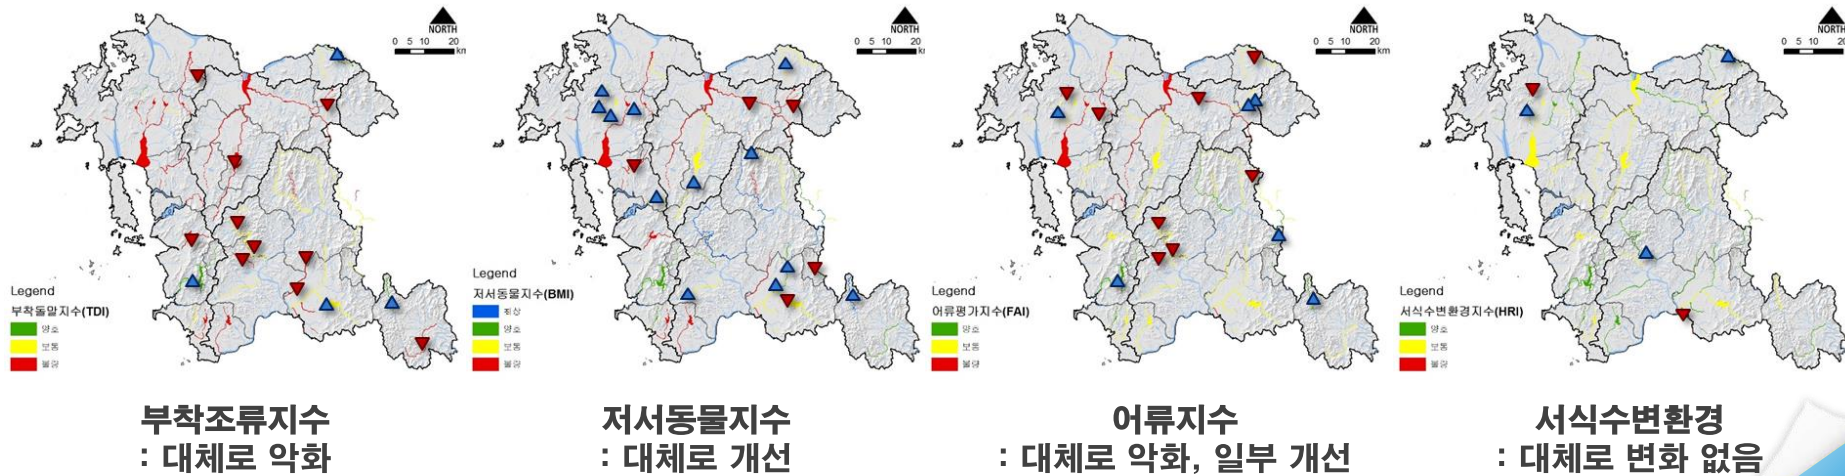 NORTH
0 5 10 20
km
Legend
부착돌말지수(TDI)
양호
보통
불량
부착조류지수
: 대체로 악화
NORTH
0 5 10 20
km
Legend
저서동물지수(BMI)
최상
양호
보통
불량
저서동물지수
: 대체로 개선
NORTH
0 5 10 20
km
Legend
어류평가지수(FAI)
양호
보통
불량
어류지수
: 대체로 악화, 일부 개선
NORTH
0 5 10 20
Legend
서식수변환경지수(HRI)
양호
보통
불량
서식수변환경
: 대체로 변화 없음